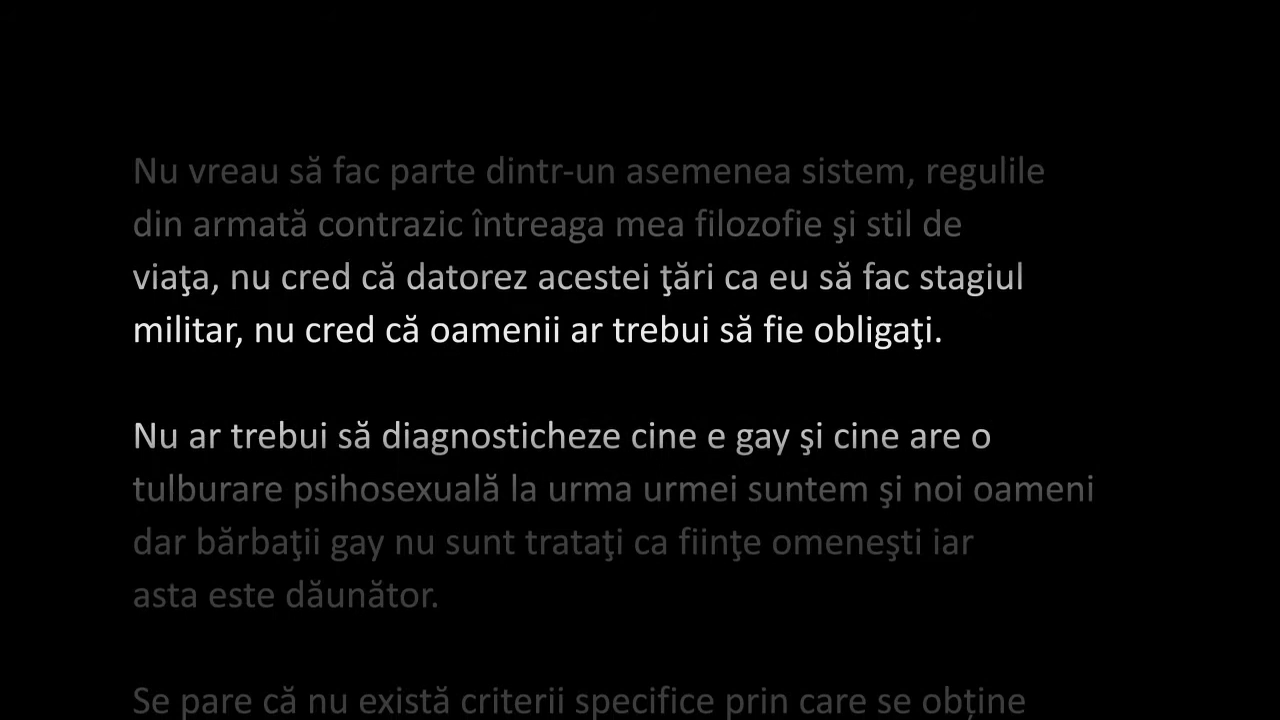 Nu vreau să fac parte dintr-un asemenea sistem, regulile
din armată contrazic întreaga mea filozofie şi stil de
viaţa, nu cred că datorez acestei ţări ca eu să fac stagiul
militar, nu cred că oamenii ar trebui să fie obligaţi.
Nu ar trebui să diagnosticheze cine e gay şi cine are o
tulburare psihosexuală la urma urmei suntem şi noi oameni
dar bărbaţii gay nu sunt trataţi ca fiinţe omeneşti iar
asta este dăunător.
Se pare că nu există criterii specifice prin care se obține